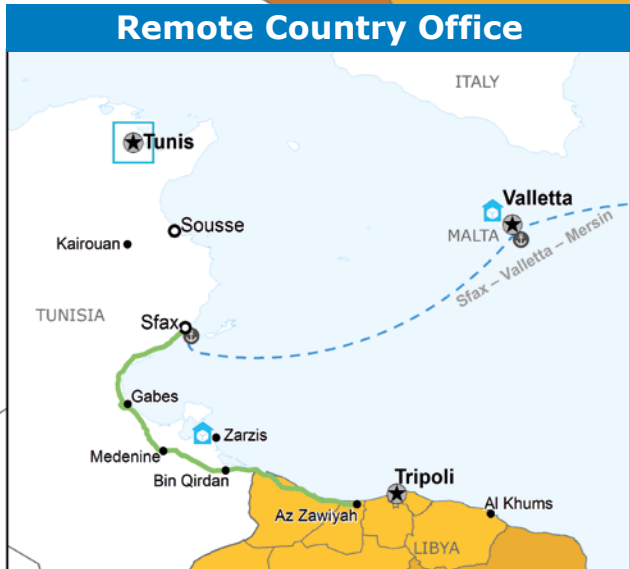 Remote Country Office
ITALY
Tunis
Valletta
Sousse
MALTA
Kairouan
Sfax – Valletta – Mersin
TUNISIA
Sfax
Gabes
Zarzis
Medenine
Bin Qirdan
Tripoli
Az Zawiyah
Al Khums
LIBYA